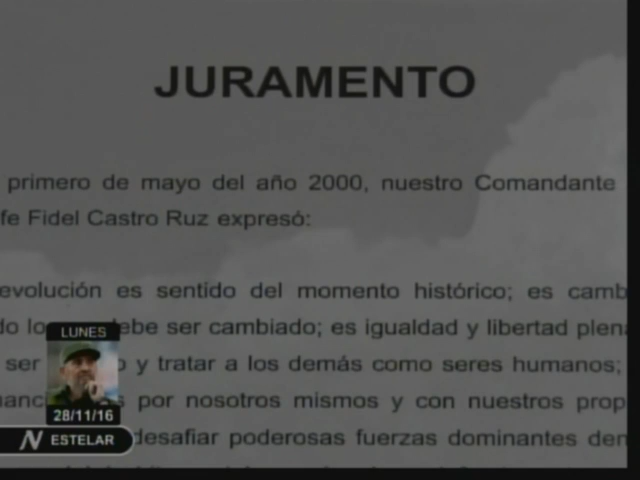 JURAMENTO
primero de mayo del año 2000, nuestro Comandante
fe Fidel Castro Ruz expresó:
evolución es sentido del momento histórico; es camb
do lo debe ser cambiado; es igualdad y libertad plen
ser y tratar a los demás como seres humanos;
por nosotros mismos y con nuestros prop
desafiar poderosas fuerzas dominantes den
LUNES
28/11/16
N ESTELAR